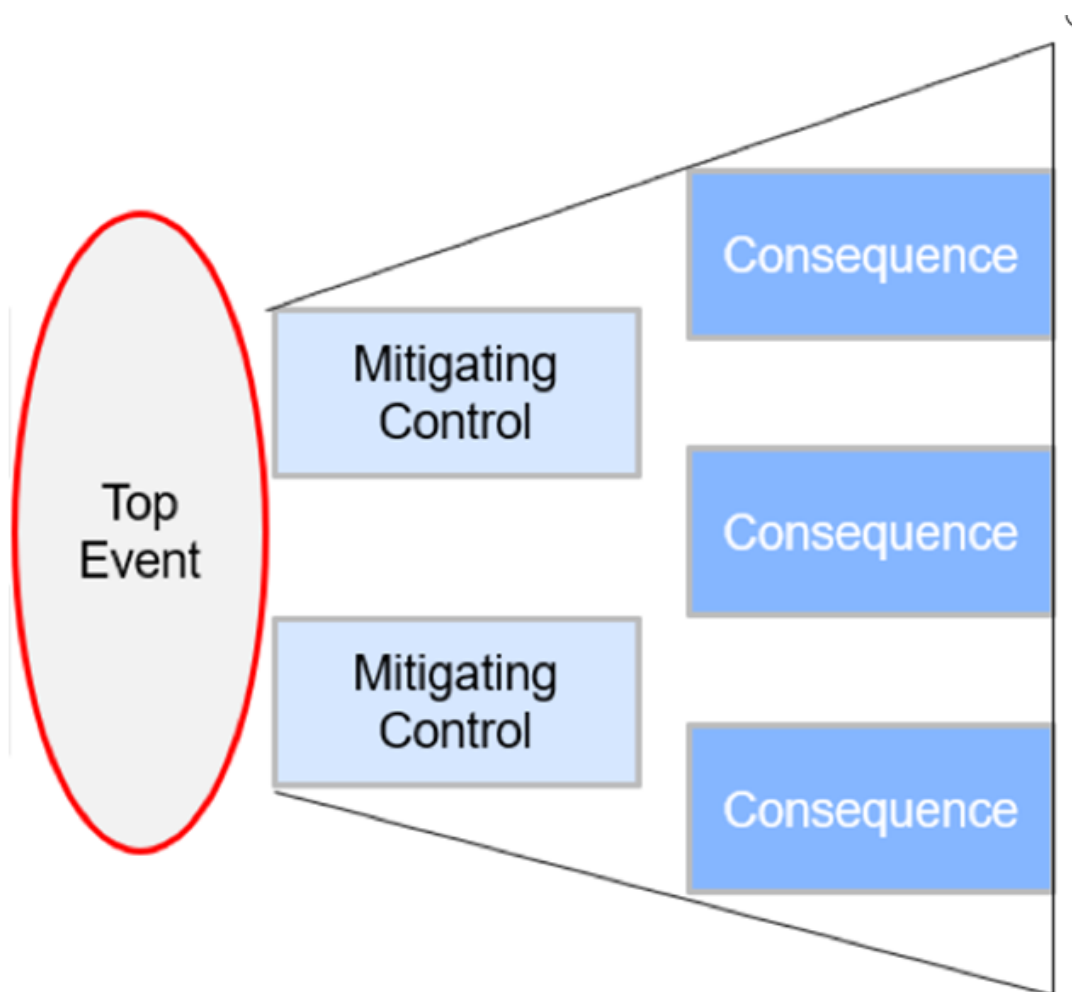 Top
Event
Mitigating
Control
Mitigating
Control
Consequence
Consequence
Consequence